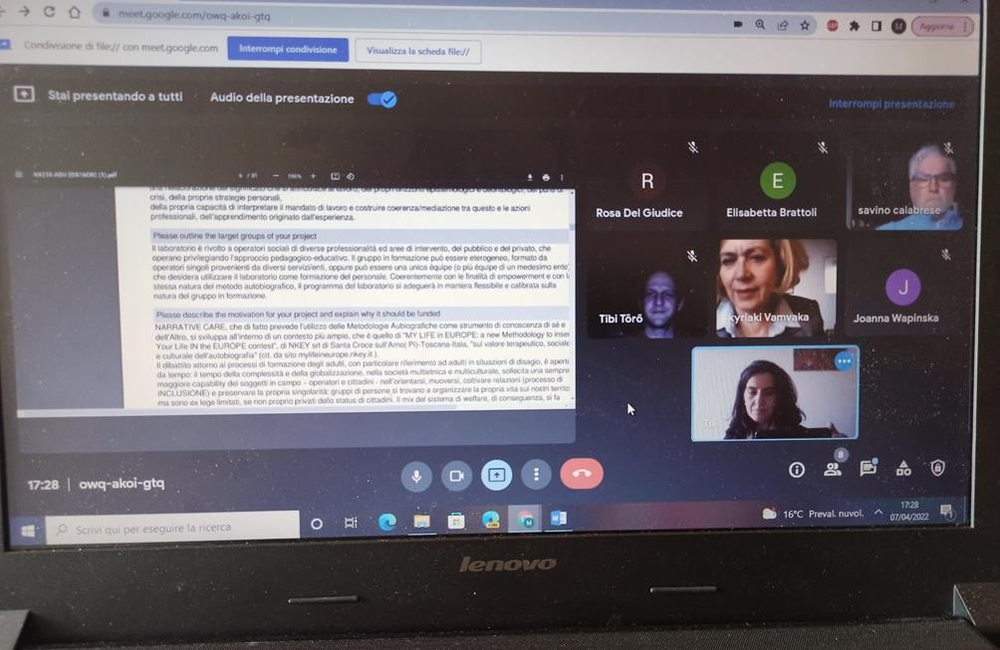 meet.google.com/owq-akoi-gtq
Aggiorna
Condivisione di file:// con meet.google.com
Interrompi condivisione
Visualizza la scheda file://
Stai presentando a tutti
Audio della presentazione
Interrompi presentazione
crisi, della proprie strategie personali,
della propria capacità di interpretare il mandato di lavoro e costruire coerenza/mediazione tra questo e le azioni
professionali, dell'apprendimento originato dall'esperienza.
Please outline the target groups of your project
Il laboratorio è rivolto a operatori sociali di diverse professionalità ed aree di intervento, del pubblico e del privato, che
operano privilegiando l'approccio pedagogico-educativo. Il gruppo in formazione può essere eterogeneo, formato da
operatori singoli provenienti da diversi servizi/enti, oppure può essere una unica équipe (o più équipe di un medesimo ente)
che desidera utilizzare il laboratorio come formazione del personale. Coerentemente con le finalità di empowerment e con la
stessa natura del metodo autobiografico, il programma del laboratorio si adeguerà in maniera flessibile e calibrata sulla
natura del gruppo in formazione.
Please describe the motivation for your project and explain why it should be funded
NARRATIVE CARE, che di fatto prevede l'utilizzo delle Metodologie Aubiografiche come strumento di conoscenza di sé e
dell'Altro, si sviluppa all'interno di un contesto più ampio, che è quello di "MY LIFE in EUROPE: a new Methodology to inser
Your Life IN the EUROPE contest", di NKEY srl di Santa Croce sull'Arno( Pi)-Toscana-Italia, "sul valore terapeutico, sociale
e culturale dell'autobiografia" (cit. da sito mylifeineurope.nkey.it ).
Il dibattito attorno ai processi di formazione degli adulti, con particolare riferimento ad adulti in situazioni di disagio, è aperto
da tempo: il tempo della complessità e della globalizzazione, nella società multietnica e multiculturale, sollecita una sempre
maggiore capability dei soggetti in campo – operatori e cittadini - nell'orientarsi, muoversi, coltivare relazioni (processo di
INCLUSIONE) e preservare la propria singolarità; gruppi di persone si trovano a organizzare la propria vita sui nostri territo
ma sono ex lege limitati, se non proprio privati dello status di cittadini. Il mix del sistema di welfare, di conseguenza, si fa
R
Rosa Del Giudice
E
Elisabetta Brattoli
savino calabrese
Tibi Törő
kyriaki Vamvaka
J
Joanna Wapinska
Tu
17:28 | owq-akoi-gtq
8
Scrivi qui per eseguire la ricerca
16°C Preval. nuvol.
17:28
07/04/2022
lenovo